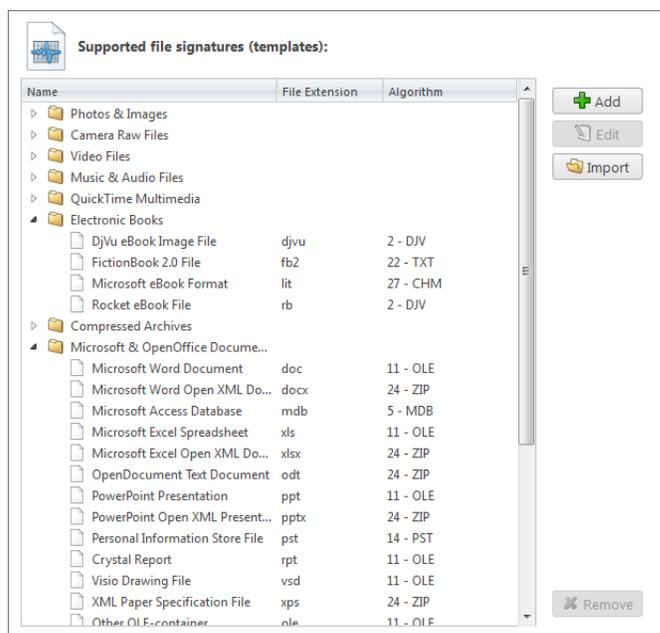 Supported file signatures (templates):
Name File Extension Algorithm
Photos & Images
Camera Raw Files
Video Files
Music & Audio Files
QuickTime Multimedia
Electronic Books
DjVu eBook Image File djvu 2 - DJV
FictionBook 2.0 File fb2 22 - TXT
Microsoft eBook Format lit 27 - CHM
Rocket eBook File rb 2 - DJV
Compressed Archives
Microsoft & OpenOffice Docume...
Microsoft Word Document doc 11 - OLE
Microsoft Word Open XML Do... docx 24 - ZIP
Microsoft Access Database mdb 5 - MDB
Microsoft Excel Spreadsheet xls 11 - OLE
Microsoft Excel Open XML Do... xlsx 24 - ZIP
OpenDocument Text Document odt 24 - ZIP
PowerPoint Presentation ppt 11 - OLE
PowerPoint Open XML Present... pptx 24 - ZIP
Personal Information Store File pst 14 - PST
Crystal Report rpt 11 - OLE
Visio Drawing File vsd 11 - OLE
XML Paper Specification File xps 24 - ZIP
Other OLE-container ole 11 - OLE
Add
Edit
Import
Remove